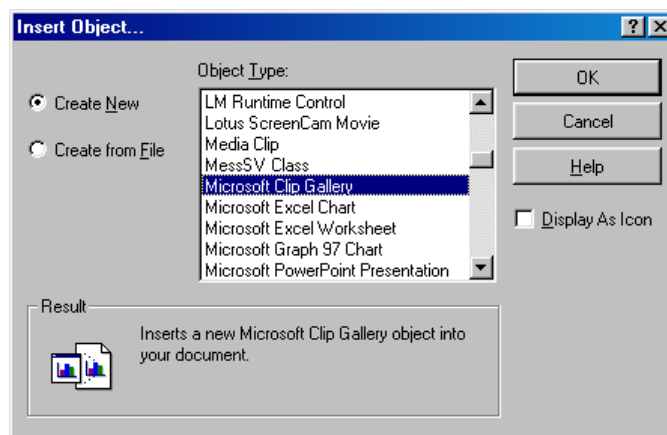 Insert Object...
Object Type:
Create New
Create from File
LM Runtime Control
Lotus ScreenCam Movie
Media Clip
MessSV Class
Microsoft Clip Gallery
Microsoft Excel Chart
Microsoft Excel Worksheet
Microsoft Graph 97 Chart
Microsoft PowerPoint Presentation
OK
Cancel
Help
Display As Icon
Result
Inserts a new Microsoft Clip Gallery object into
your document.